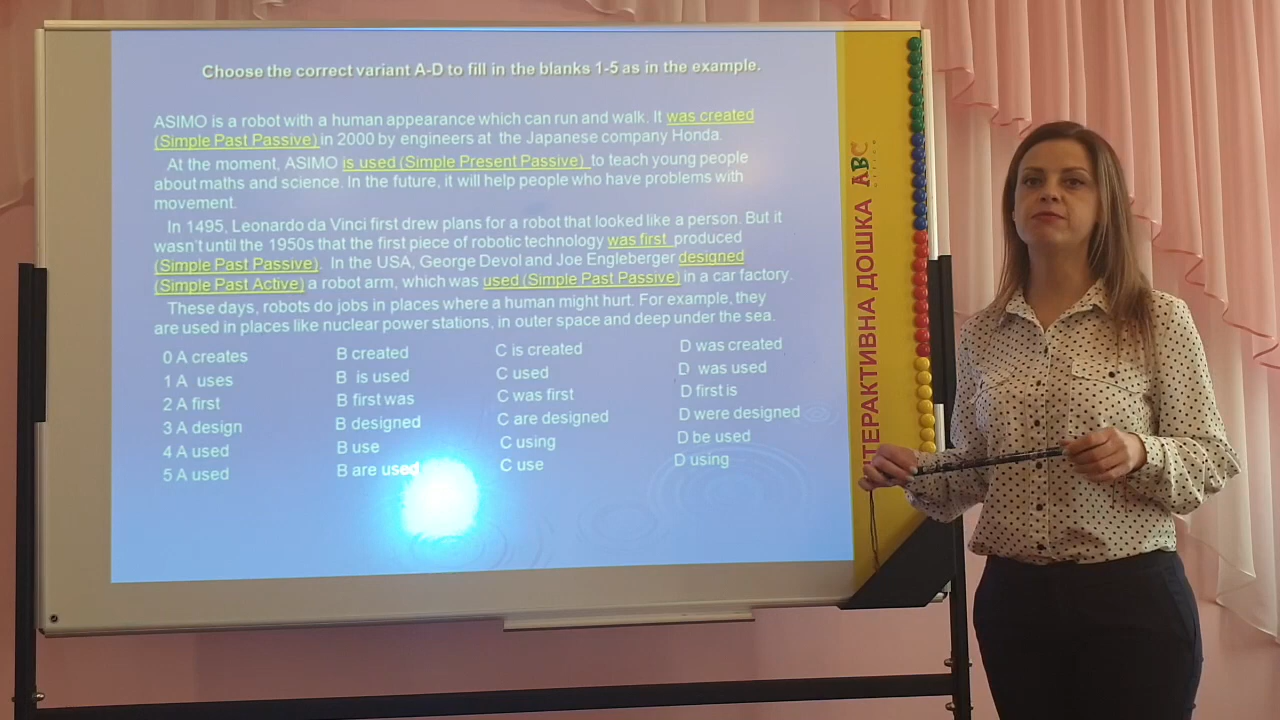 Choose the correct variant A-D to fill in the blanks 1-5 as in the example.
ASIMO is a robot with a human appearance which can run and walk. It was created
(Simple Past Passive) in 2000 by engineers at the Japanese company Honda.
At the moment, ASIMO is used (Simple Present Passive) to teach young people
about maths and science. In the future, it will help people who have problems with
movement.
In 1495, Leonardo da Vinci first drew plans for a robot that looked like a person. But it
wasn't until the 1950s that the first piece of robotic technology was first produced
(Simple Past Passive). In the USA, George Devol and Joe Engleberger designed
(Simple Past Active) a robot arm, which was used (Simple Past Passive) in a car factory.
These days, robots do jobs in places where a human might hurt. For example, they
are used in places like nuclear power stations, in outer space and deep under the sea.
0 A creates B created C is created D was created
1 A uses B is used C used D was used
2 A first B first was C was first D first is
3 A design B designed C are designed D were designed
4 A used B use C using D be used
5 A used B are used C use D using
ТЕРАКТИВНА ДОШКА ABC
OFFICE